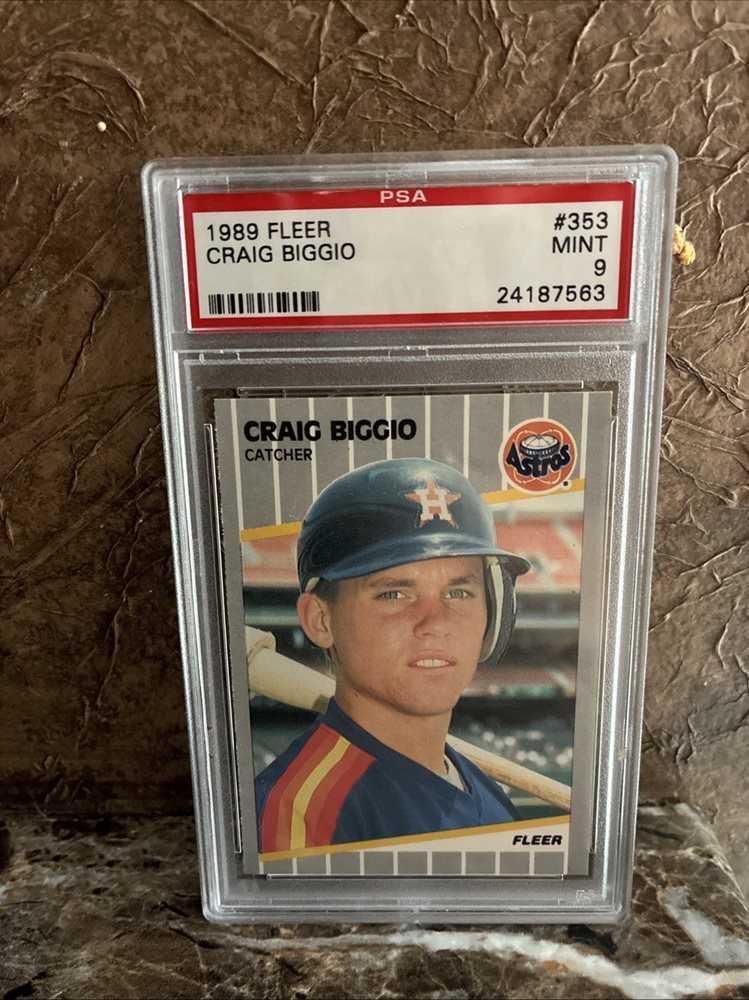 PSA
1989 FLEER
#353
CRAIG BIGGIO
MINT
9
24187563
CRAIG BIGGIO
CATCHER
Astros
H
FLEER